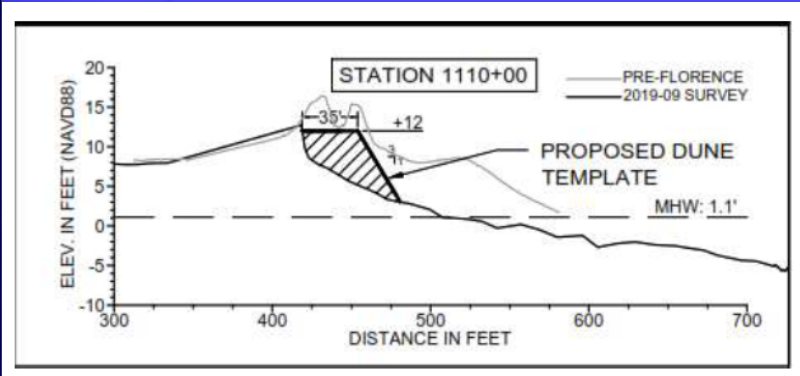 STATION 1110+00
PRE-FLORENCE
2019-09 SURVEY
35'
+12
3
1
PROPOSED DUNE
TEMPLATE
MHW: 1.1'
ELEV. IN FEET (NAVD88)
20
15
10
5
0
-5
-10
300
400
500
600
700
DISTANCE IN FEET